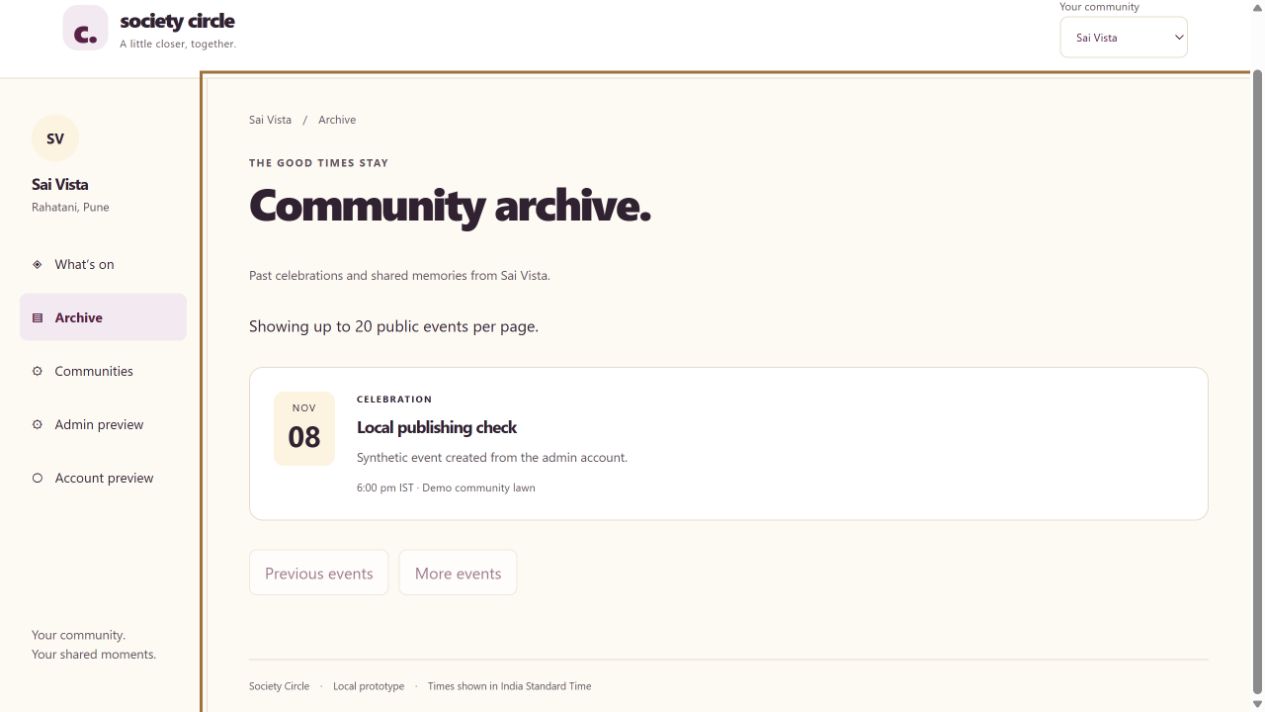 c.
society circle
A little closer, together.
Your community
Sai Vista
SV
Sai Vista
Rahatani, Pune
What's on
Archive
Communities
Admin preview
Account preview
Your community.
Your shared moments.
Sai Vista / Archive
THE GOOD TIMES STAY
Community archive.
Past celebrations and shared memories from Sai Vista.
Showing up to 20 public events per page.
NOV
08
CELEBRATION
Local publishing check
Synthetic event created from the admin account.
6:00 pm IST · Demo community lawn
Previous events
More events
Society Circle · Local prototype · Times shown in India Standard Time